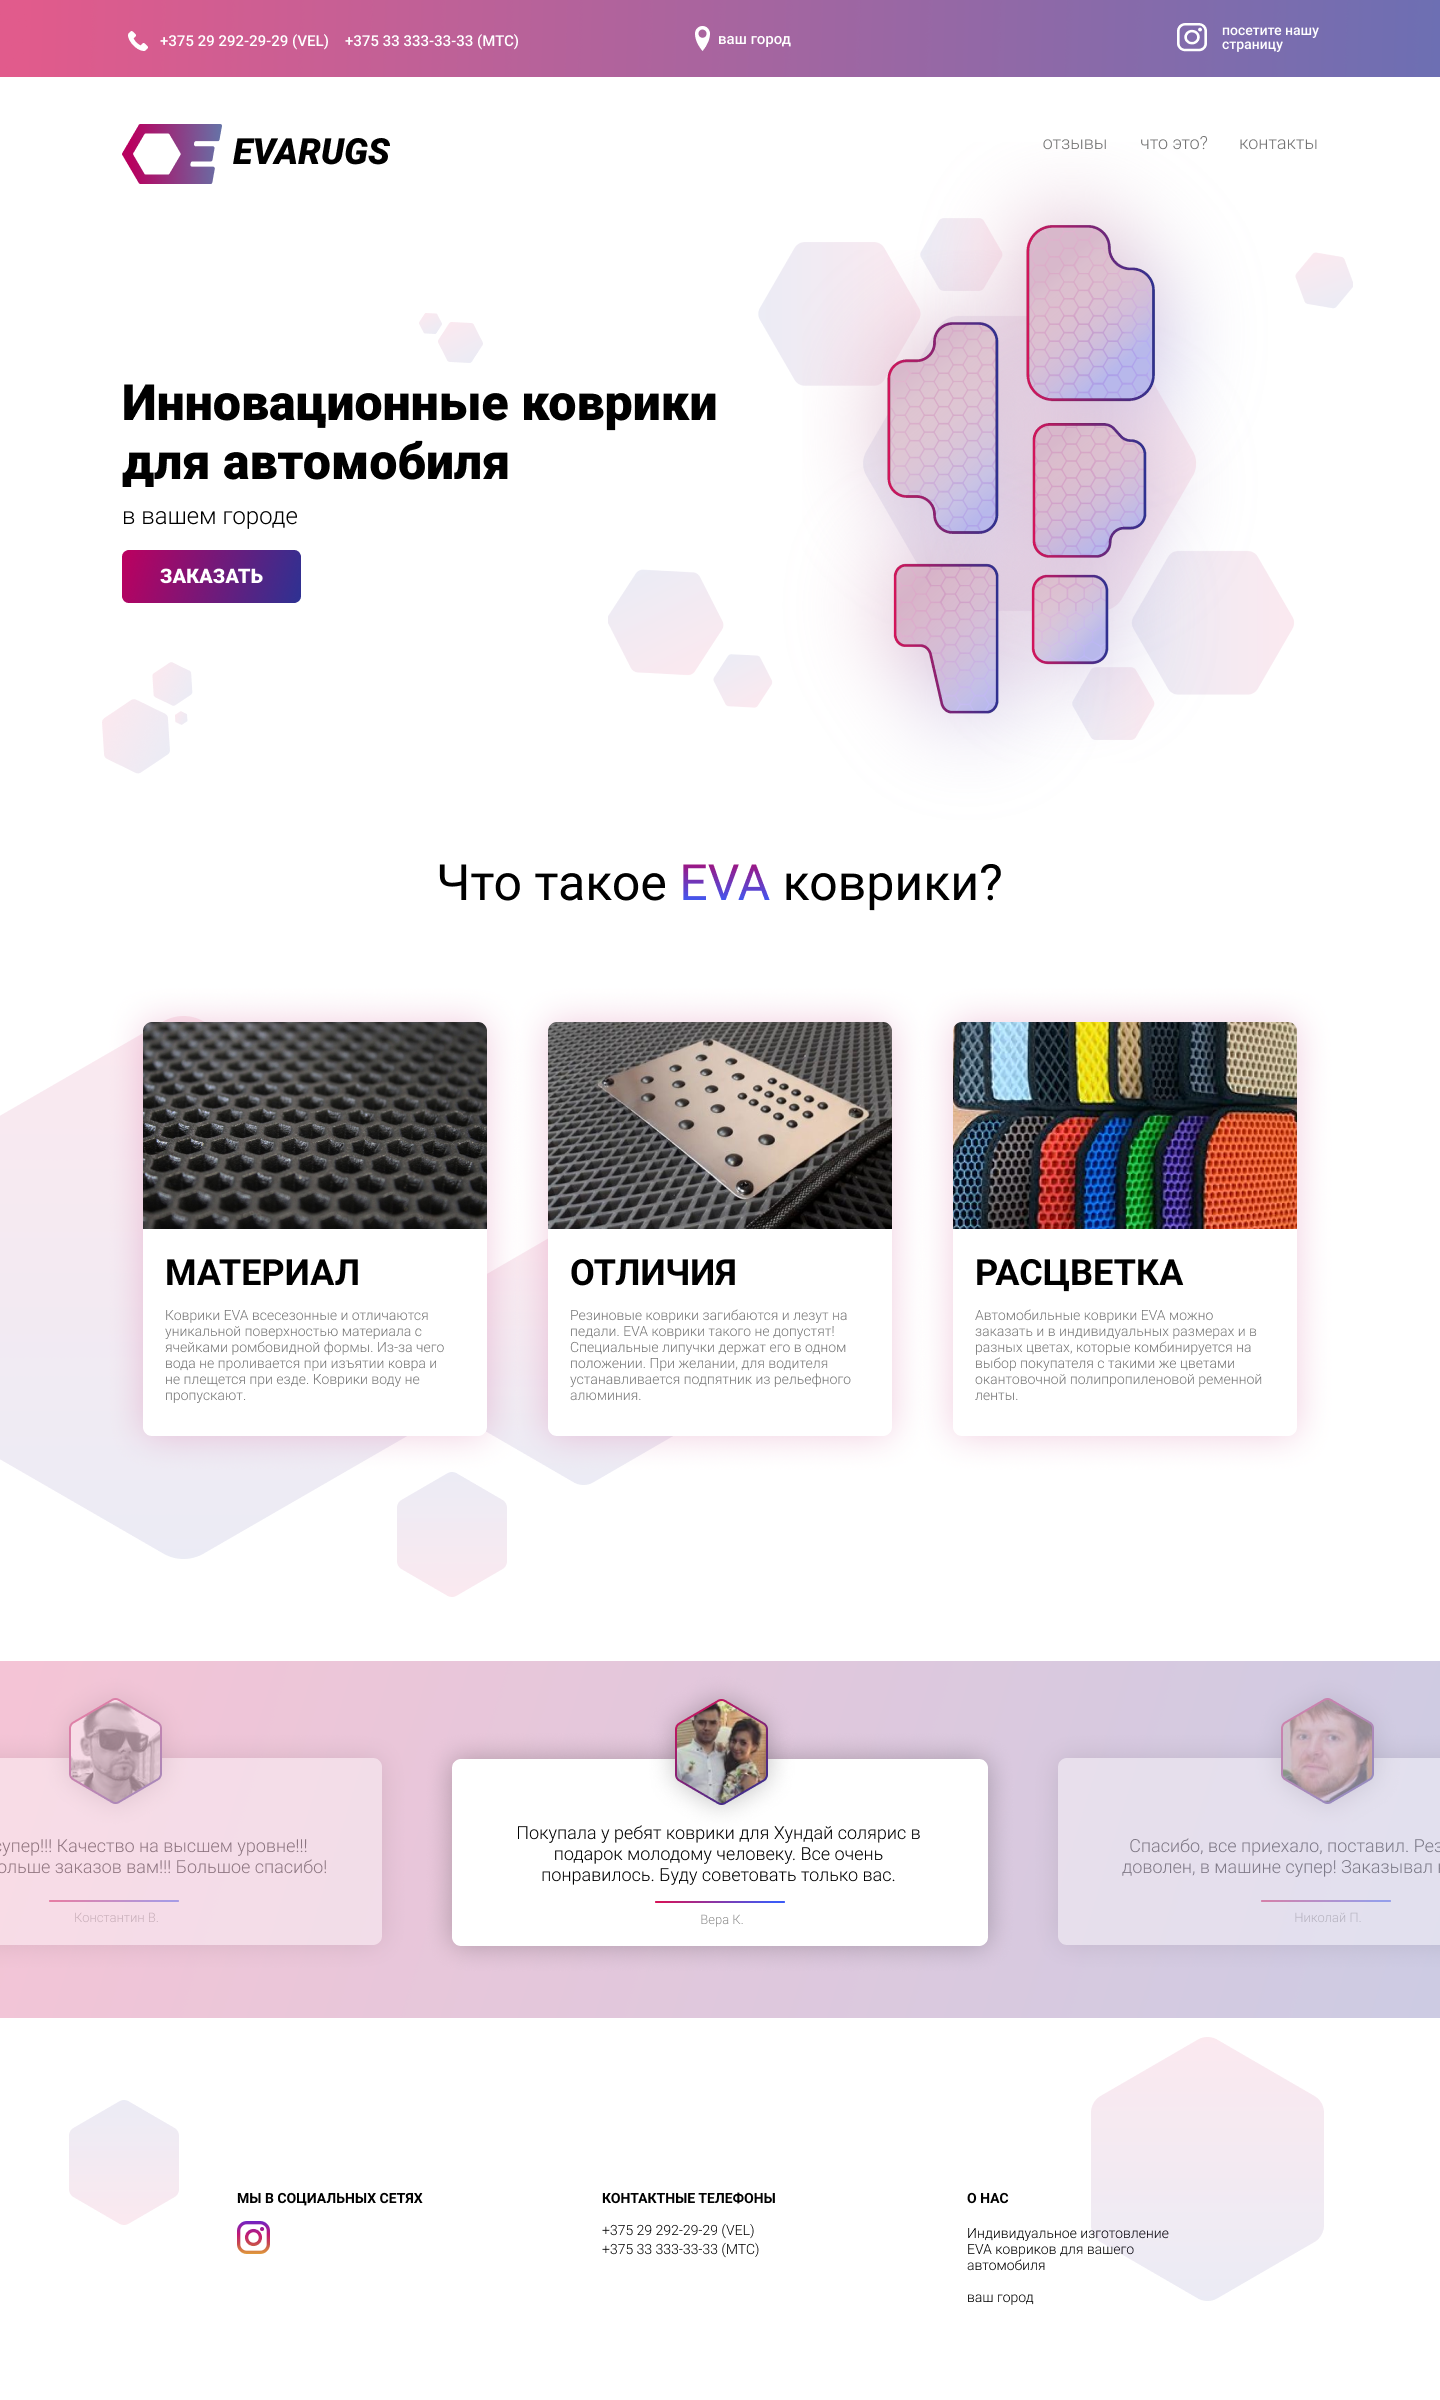 +375 29 292-29-29 (VEL) +375 33 333-33-33 (МТС)
ваш город
посетите нашу
страницу
EVARUGS
отзывы что это? контакты
Инновационные коврики
для автомобиля
в вашем городе
ЗАКАЗАТЬ
Что такое EVA коврики?
МАТЕРИАЛ
Коврики EVA всесезонные и отличаются
уникальной поверхностью материала с
ячейками ромбовидной формы. Из-за чего
вода не проливается при изъятии ковра и
не плещется при езде. Коврики воду не
пропускают.
ОТЛИЧИЯ
Резиновые коврики загибаются и лезут на
педали. EVA коврики такого не допустят!
Специальные липучки держат его в одном
положении. При желании, для водителя
устанавливается подпятник из рельефного
алюминия.
РАСЦВЕТКА
Автомобильные коврики EVA можно
заказать и в индивидуальных размерах и в
разных цветах, которые комбинируется на
выбор покупателя с такими же цветами
окантовочной полипропиленовой ременной
ленты.
супер!!! Качество на высшем уровне!!!
ольше заказов вам!!! Большое спасибо!
Константин В.
Покупала у ребят коврики для Хундай солярис в
подарок молодому человеку. Все очень
понравилось. Буду советовать только вас.
Вера К.
Спасибо, все приехало, поставил. Рез
доволен, в машине супер! Заказывал
Николай П.
МЫ В СОЦИАЛЬНЫХ СЕТЯХ
КОНТАКТНЫЕ ТЕЛЕФОНЫ
+375 29 292-29-29 (VEL)
+375 33 333-33-33 (МТС)
О НАС
Индивидуальное изготовление
EVA ковриков для вашего
автомобиля
ваш город